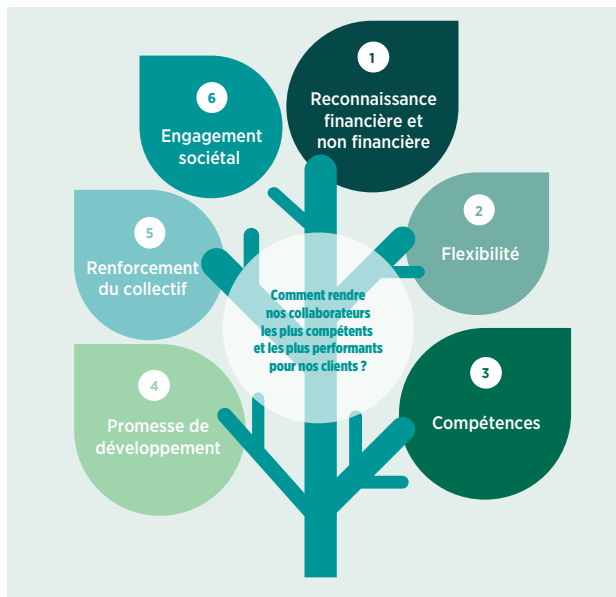 1
Reconnaissance
financière et
non financière
2
Flexibilité
3
Compétences
4
Promesse de
développement
5
Renforcement
du collectif
6
Engagement
sociétal
Comment rendre
nos collaborateurs
les plus compétents
et les plus performants
pour nos clients ?